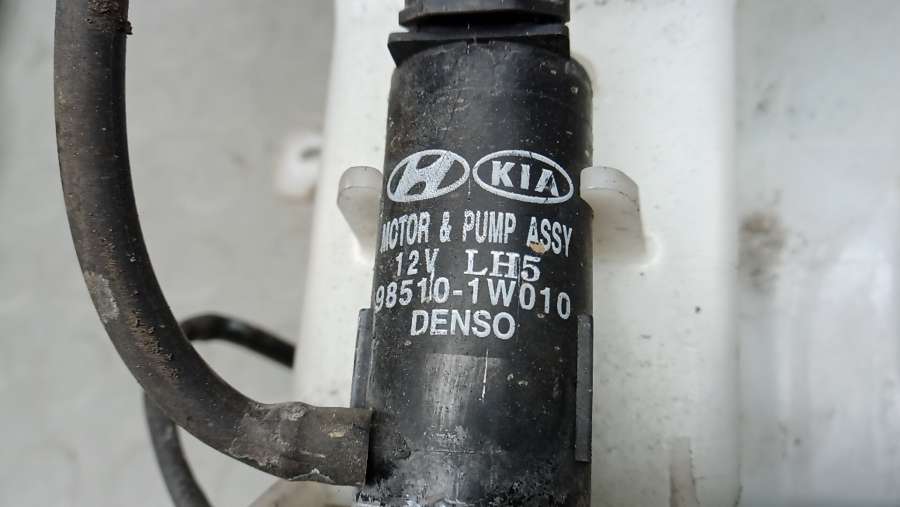 KIA
MOTOR & PUMP ASSY
12V LH5
98510-1W010
DENSO